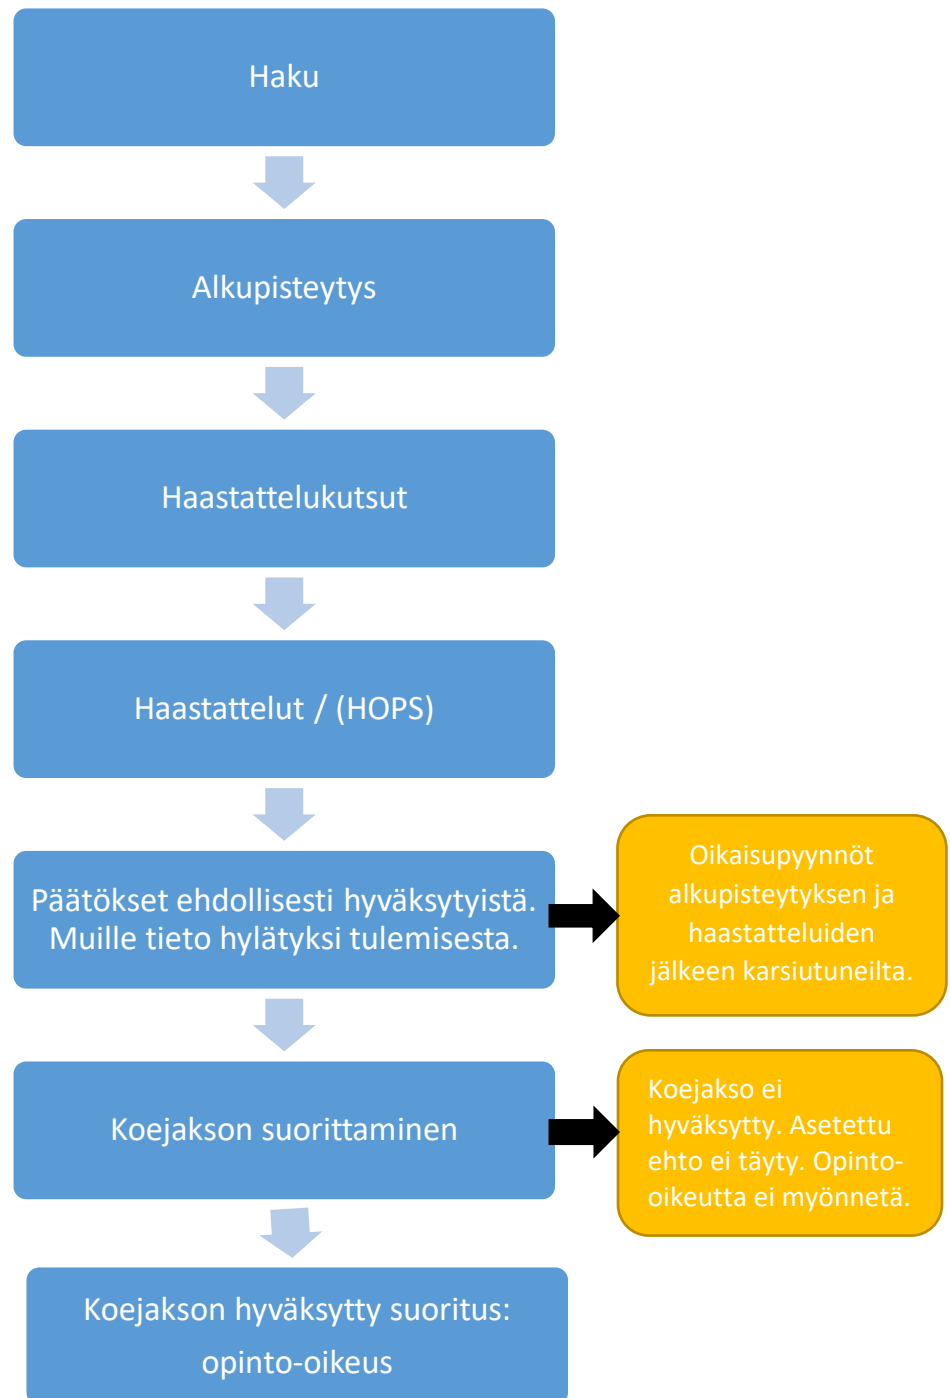 Haku
Alkupisteytys
Haastattelukutsut
Haastattelut / (HOPS)
Päätökset ehdollisesti hyväksytyistä.
Muille tieto hylätyksi tulemisesta.
Oikaisupyynnöt
alkupisteytyksen ja
haastatteluiden
jälkeen karsiutuneilta.
Koejakson suorittaminen
Koejakso ei
hyväksytty. Asetettu
ehto ei täyty. Opinto-
oikeutta ei myönnetä.
Koejakson hyväksytty suoritus:
opinto-oikeus